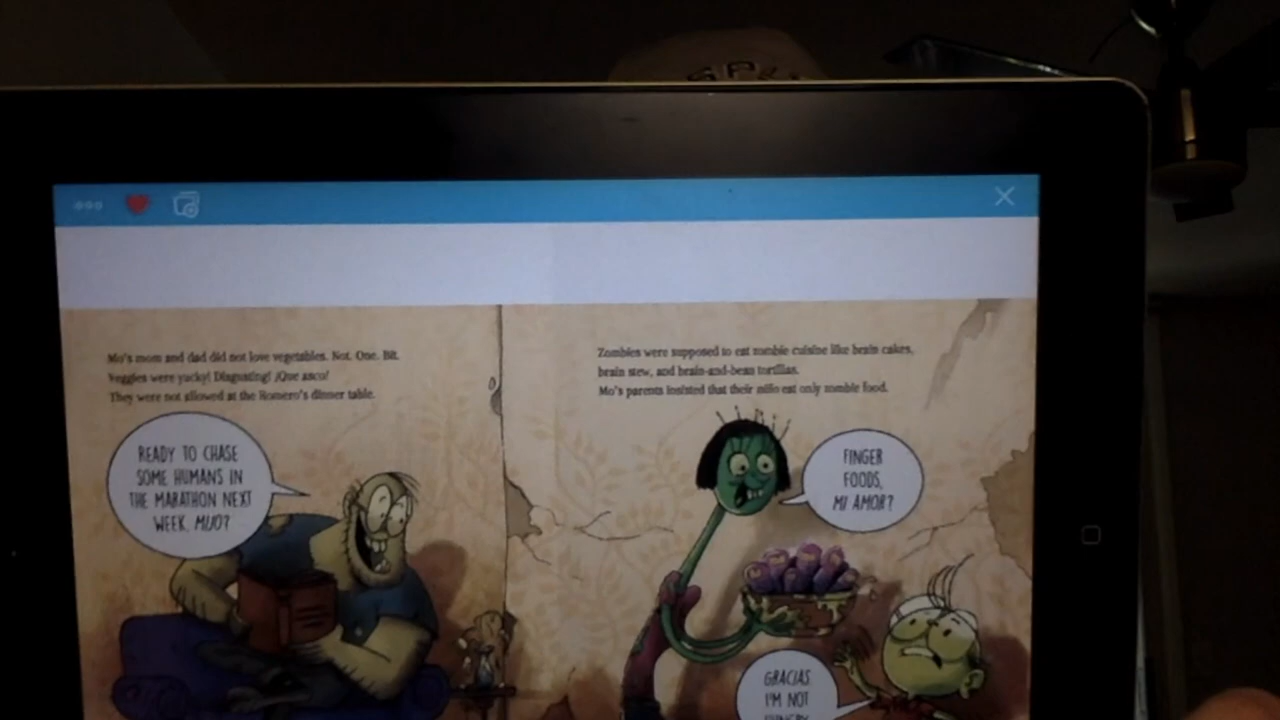 Mo's mom and dad did not love vegetables. Not. One. Bit.
Veggies were yucky! Disgusting! ¡Que asco!
They were not allowed at the Romero's dinner table.
READY TO CHASE
SOME HUMANS IN
THE MARATHON NEXT
WEEK, MIJO?
Zombies were supposed to eat zombie cuisine like brain cakes,
brain stew, and brain-and-bean tortillas.
Mo's parents insisted that their niño eat only zombie food.
FINGER
FOODS,
MI AMOR?
GRACIAS.
I'M NOT
HUNGRY